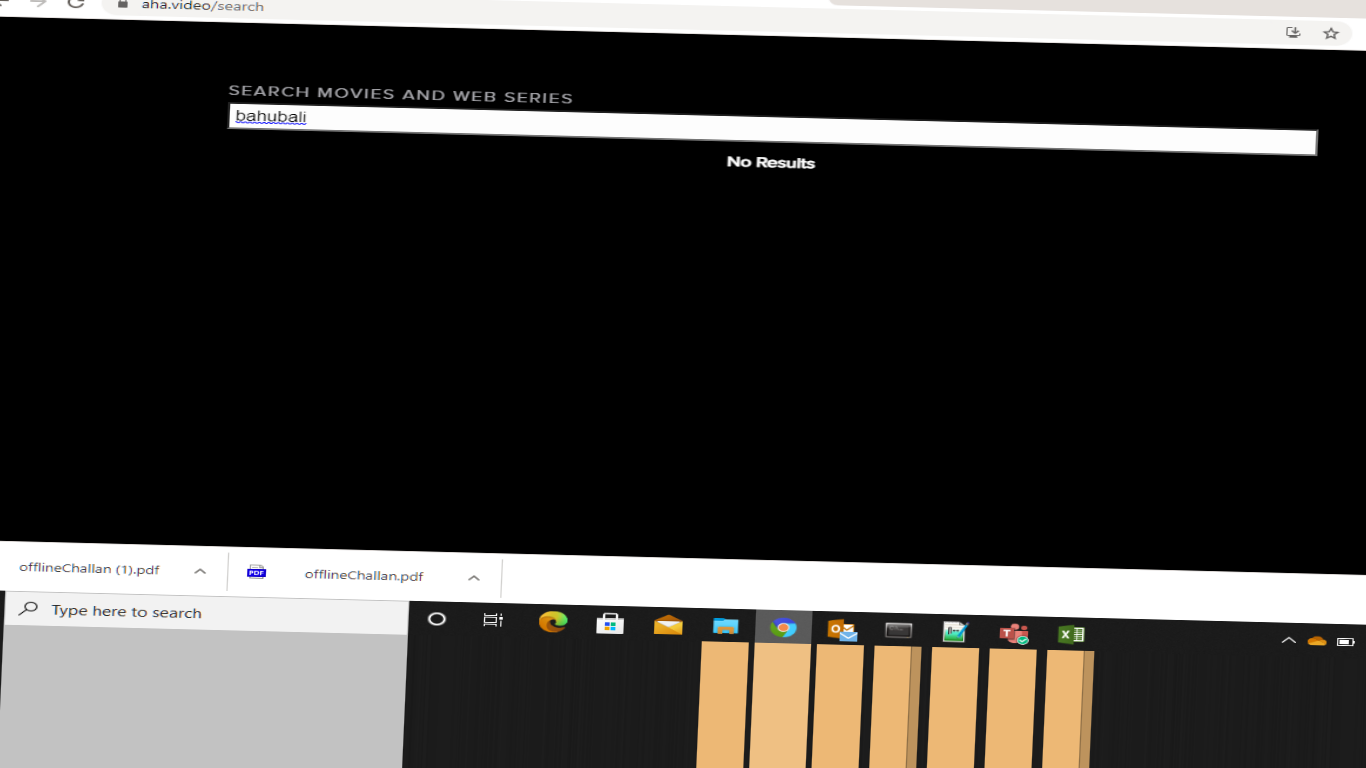 aha.video/search
SEARCH MOVIES AND WEB SERIES
bahubali
No Results
offlineChallan (1).pdf
PDF
offlineChallan.pdf
Type here to search